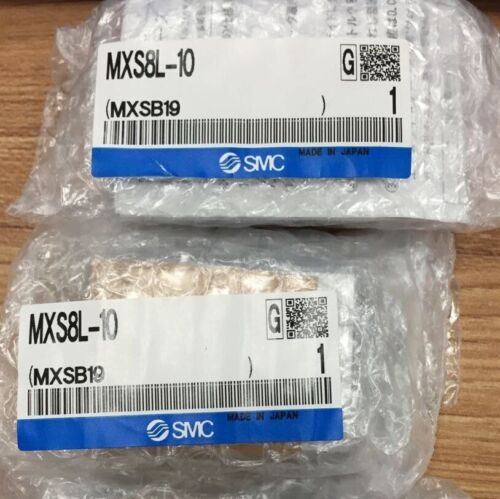 MXS8L-10 G
(MXSB19 ) 1
SMC MADE IN JAPAN
MXS8L-10 G
(MXSB19 ) 1
SMC MADE IN JAPAN